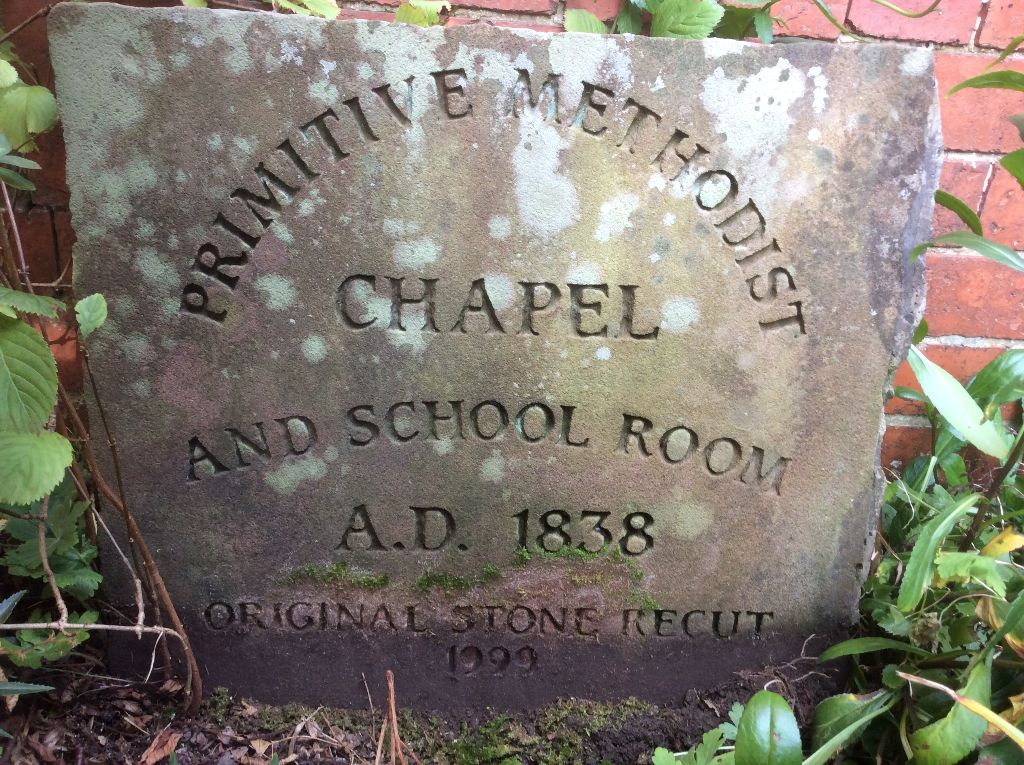 PRIMITIVE METHODIST
CHAPEL
AND SCHOOL ROOM
A.D. 1838
ORIGINAL STONE RECUT
1999